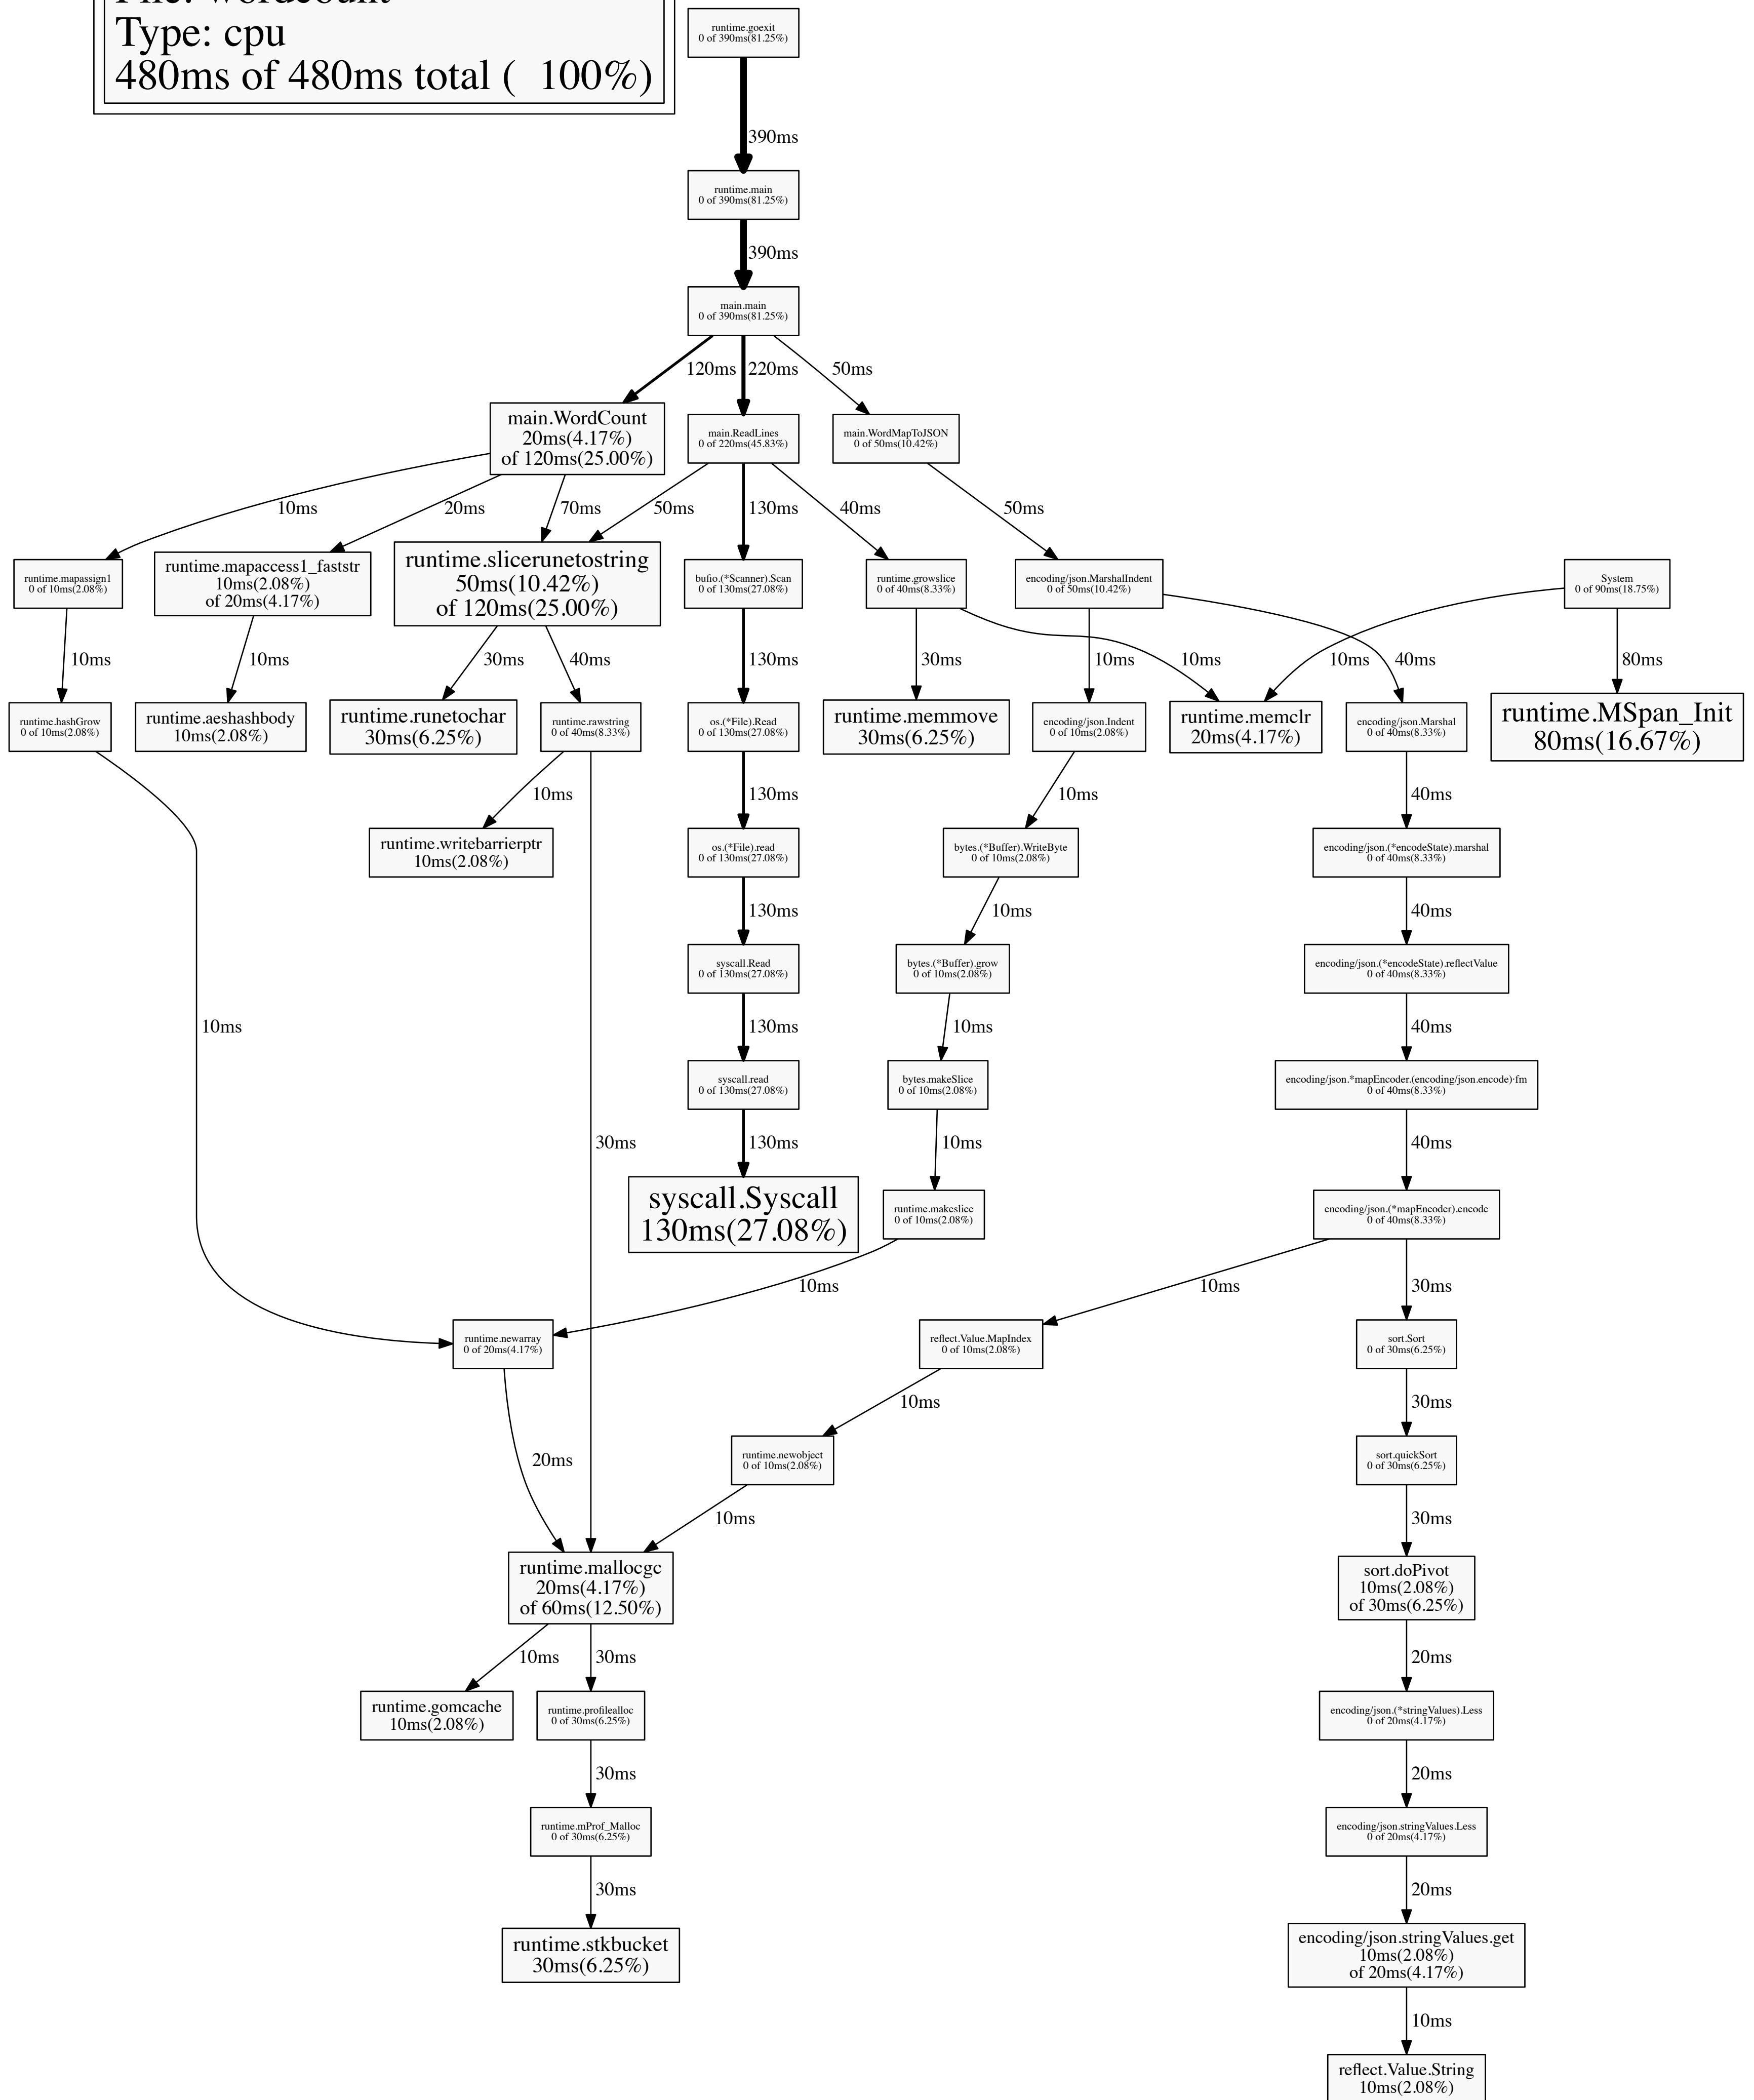 File: wordcount
Type: cpu
480ms of 480ms total ( 100%)
runtime.goexit
0 of 390ms(81.25%)
390ms
runtime.main
0 of 390ms(81.25%)
390ms
main.main
0 of 390ms(81.25%)
120ms
220ms
50ms
main.WordCount
20ms(4.17%)
of 120ms(25.00%)
main.ReadLines
0 of 220ms(45.83%)
main.WordMapToJSON
0 of 50ms(10.42%)
10ms
20ms
70ms
50ms
130ms
40ms
50ms
runtime.mapassign1
0 of 10ms(2.08%)
runtime.mapaccess1_faststr
10ms(2.08%)
of 20ms(4.17%)
runtime.slicerunetostring
50ms(10.42%)
of 120ms(25.00%)
bufio.(*Scanner).Scan
0 of 130ms(27.08%)
runtime.growslice
0 of 40ms(8.33%)
encoding/json.MarshalIndent
0 of 50ms(10.42%)
System
0 of 90ms(18.75%)
10ms
10ms
30ms
40ms
130ms
30ms
10ms
10ms
10ms
40ms
80ms
runtime.hashGrow
0 of 10ms(2.08%)
runtime.aeshashbody
10ms(2.08%)
runtime.runetochar
30ms(6.25%)
runtime.rawstring
0 of 40ms(8.33%)
os.(*File).Read
0 of 130ms(27.08%)
runtime.memmove
30ms(6.25%)
encoding/json.Indent
0 of 10ms(2.08%)
runtime.memclr
20ms(4.17%)
encoding/json.Marshal
0 of 40ms(8.33%)
runtime.MSpan_Init
80ms(16.67%)
10ms
130ms
10ms
40ms
runtime.writebarrierptr
10ms(2.08%)
os.(*File).read
0 of 130ms(27.08%)
bytes.(*Buffer).WriteByte
0 of 10ms(2.08%)
encoding/json.(*encodeState).marshal
0 of 40ms(8.33%)
130ms
10ms
40ms
syscall.Read
0 of 130ms(27.08%)
bytes.(*Buffer).grow
0 of 10ms(2.08%)
encoding/json.(*encodeState).reflectValue
0 of 40ms(8.33%)
10ms
130ms
10ms
40ms
syscall.read
0 of 130ms(27.08%)
bytes.makeSlice
0 of 10ms(2.08%)
encoding/json.*mapEncoder.(encoding/json.encode)·fm
0 of 40ms(8.33%)
30ms
130ms
10ms
40ms
syscall.Syscall
130ms(27.08%)
runtime.makeslice
0 of 10ms(2.08%)
encoding/json.(*mapEncoder).encode
0 of 40ms(8.33%)
10ms
10ms
30ms
runtime.newarray
0 of 20ms(4.17%)
reflect.Value.MapIndex
0 of 10ms(2.08%)
sort.Sort
0 of 30ms(6.25%)
10ms
30ms
20ms
runtime.newobject
0 of 10ms(2.08%)
sort.quickSort
0 of 30ms(6.25%)
10ms
30ms
runtime.mallocgc
20ms(4.17%)
of 60ms(12.50%)
sort.doPivot
10ms(2.08%)
of 30ms(6.25%)
10ms
30ms
20ms
runtime.gomcache
10ms(2.08%)
runtime.profilealloc
0 of 30ms(6.25%)
encoding/json.(*stringValues).Less
0 of 20ms(4.17%)
30ms
20ms
runtime.mProf_Malloc
0 of 30ms(6.25%)
encoding/json.stringValues.Less
0 of 20ms(4.17%)
30ms
20ms
runtime.stkbucket
30ms(6.25%)
encoding/json.stringValues.get
10ms(2.08%)
of 20ms(4.17%)
10ms
reflect.Value.String
10ms(2.08%)